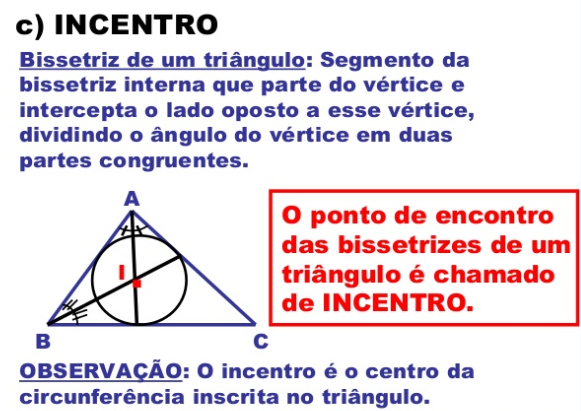 c) INCENTRO
Bissetriz de um triângulo: Segmento da
bissetriz interna que parte do vértice e
intercepta o lado oposto a esse vértice,
dividindo o ângulo do vértice em duas
partes congruentes.
A
I
B
C
O ponto de encontro
das bissetrizes de um
triângulo é chamado
de INCENTRO.
OBSERVAÇÃO: O incentro é o centro da
circunferência inscrita no triângulo.